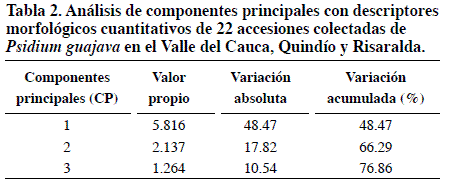 Tabla 2. Análisis de componentes principales con descriptores
morfológicos cuantitativos de 22 accesiones colectadas de
Psidium guajava en el Valle del Cauca, Quindío y Risaralda.
Componentes principales (CP) Valor propio Variación absoluta Variación acumulada (%)
1 5.816 48.47 48.47
2 2.137 17.82 66.29
3 1.264 10.54 76.86